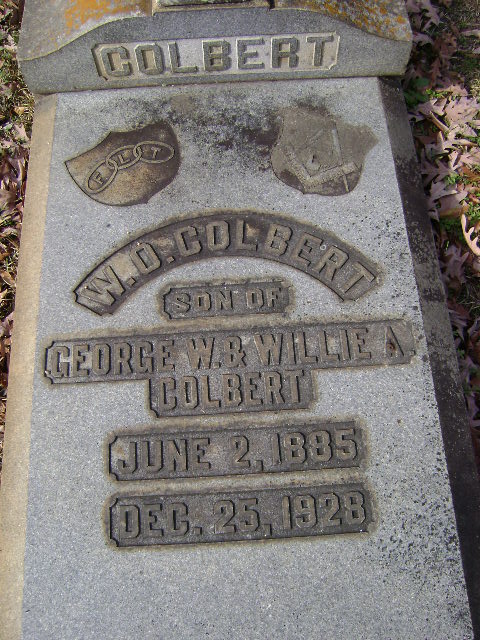 COLBERT
F L T
W. O. COLBERT
SON OF
GEORGE W. & WILLIE A
COLBERT
JUNE 2, 1885
DEC. 25, 1928